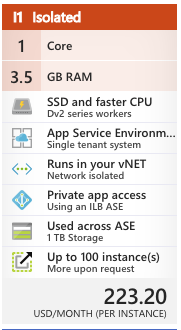 I1 Isolated
1 Core
3.5 GB RAM
SSD and faster CPU
Dv2 series workers
App Service Environm...
Single tenant system
Runs in your vNET
Network isolated
Private app access
Using an ILB ASE
Used across ASE
1 TB Storage
Up to 100 instance(s)
More upon request
223.20
USD/MONTH (PER INSTANCE)